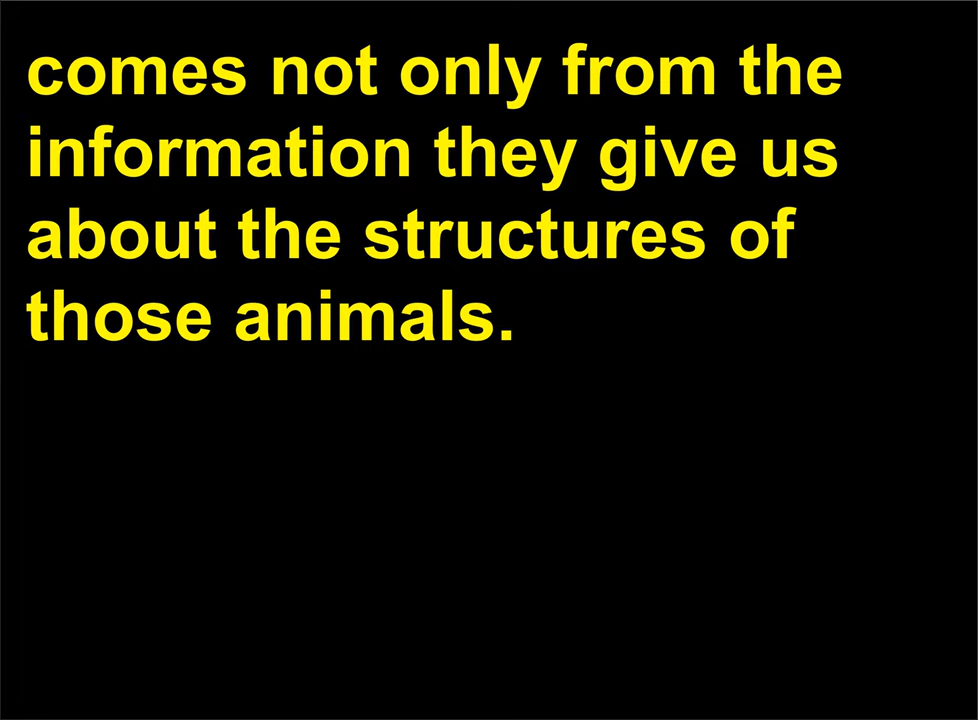 comes not only from the
information they give us
about the structures of
those animals.